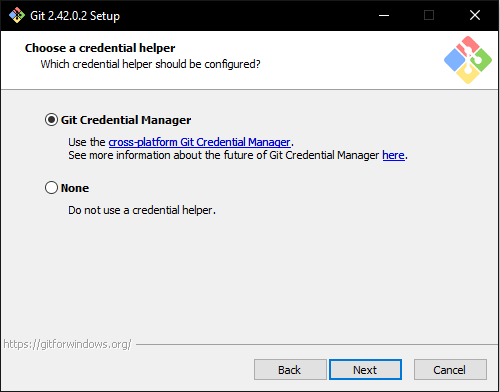 Git 2.42.0.2 Setup
Choose a credential helper
Which credential helper should be configured?
Git Credential Manager
Use the cross-platform Git Credential Manager.
See more information about the future of Git Credential Manager here.
None
Do not use a credential helper.
https://gitforwindows.org/
Back Next Cancel